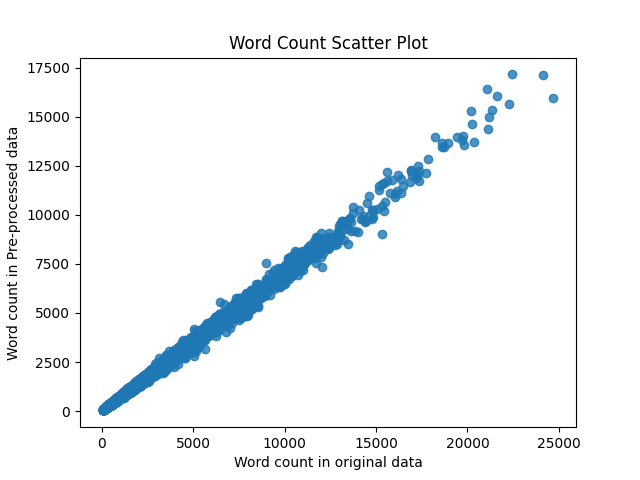 Word Count Scatter Plot
17500
15000
12500
10000
7500
5000
2500
0
Word count in Pre-processed data
0 5000 10000 15000 20000 25000
Word count in original data